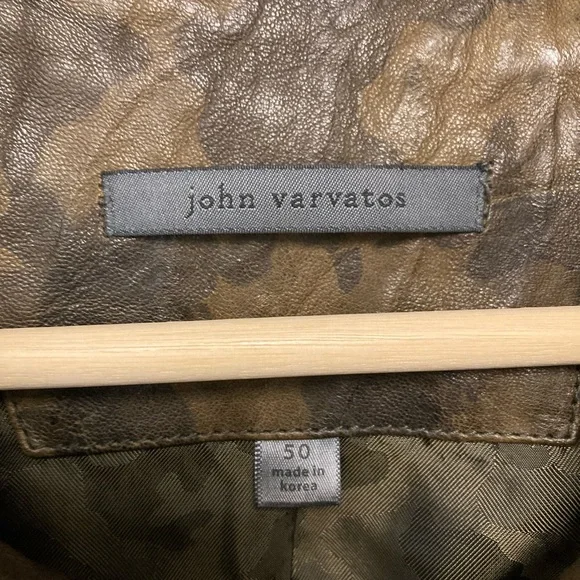 john varvatos
50
made in
korea